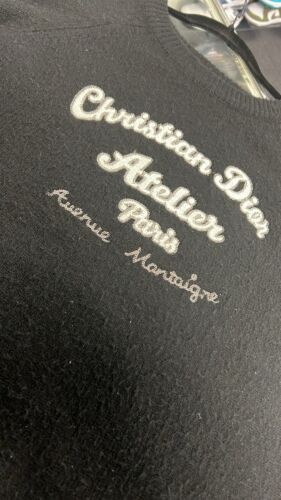 Christian Dior
Atelier
Paris
Avenue Montaigne